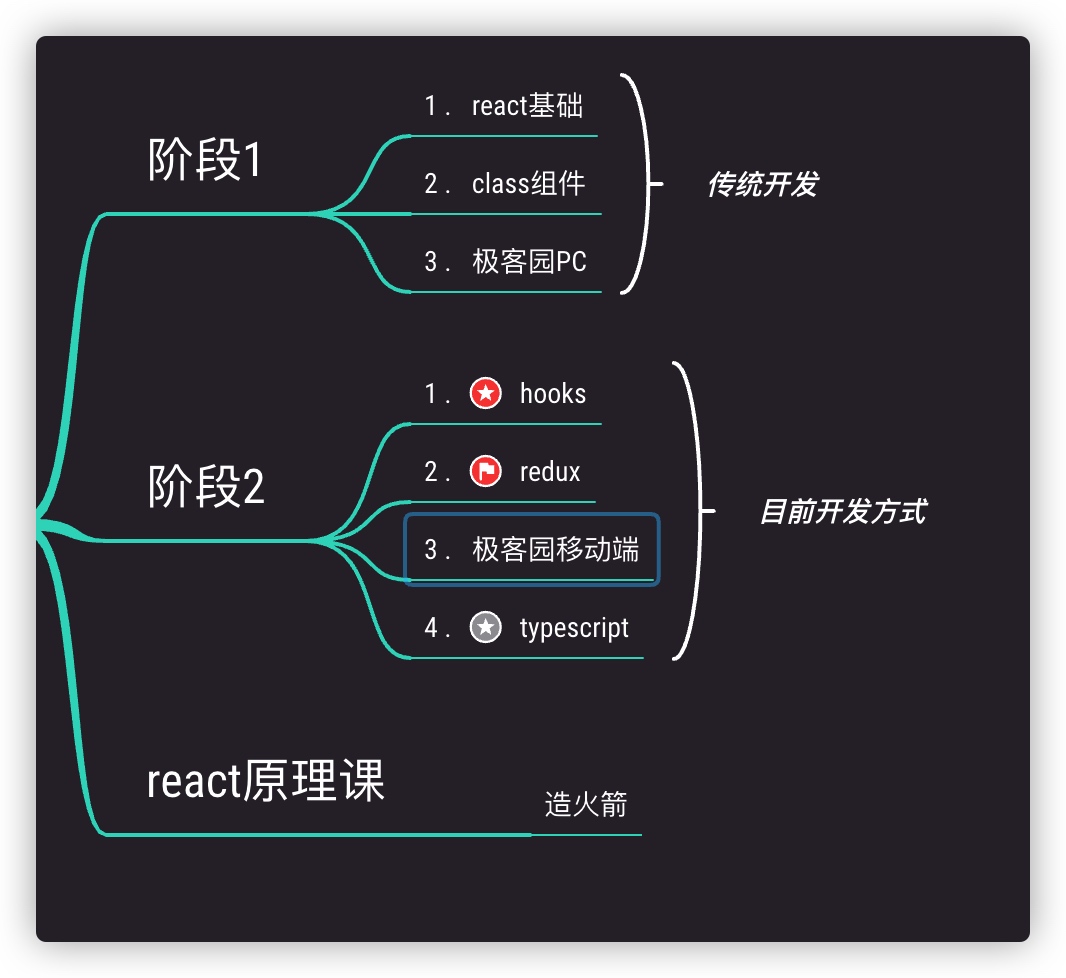 阶段1
1. react基础
2. class组件
3. 极客园PC
传统开发
阶段2
1. hooks
2. redux
3. 极客园移动端
4. typescript
目前开发方式
react原理课
造火箭